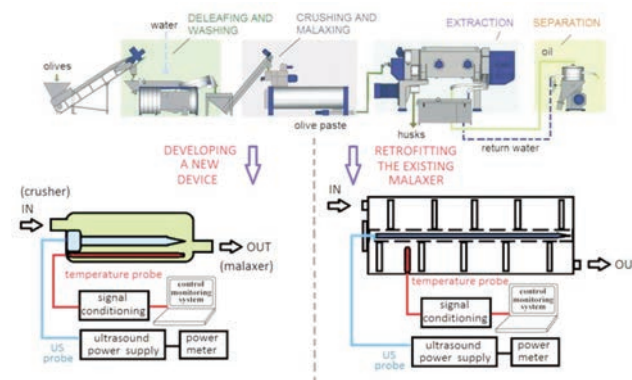 DELEAFING AND
WASHING
CRUSHING AND
MALAXING
EXTRACTION
SEPARATION
water
oil
olives
olive paste
husks
return water
DEVELOPING
A NEW
DEVICE
RETROFITTING
THE EXISTING
MALAXER
(crusher)
IN
OUT
(malaxer)
temperature probe
signal
conditioning
control
monitoring
system
US
probe
ultrasound
power supply
power
meter
IN
OU
temperature probe
signal
conditioning
control
monitoring
system
US
probe
ultrasound
power supply
power
meter